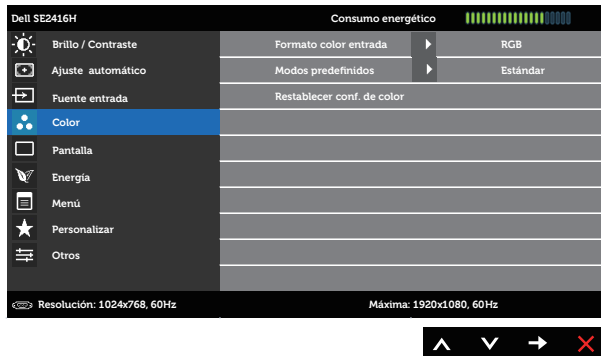 Dell SE2416H Consumo energético
Brillo / Contraste Formato color entrada RGB
Ajuste automático Modos predefinidos Estándar
Fuente entrada Restablecer conf. de color
Color
Pantalla
Energía
Menú
Personalizar
Otros
Resolución: 1024x768, 60Hz Máxima: 1920x1080, 60Hz